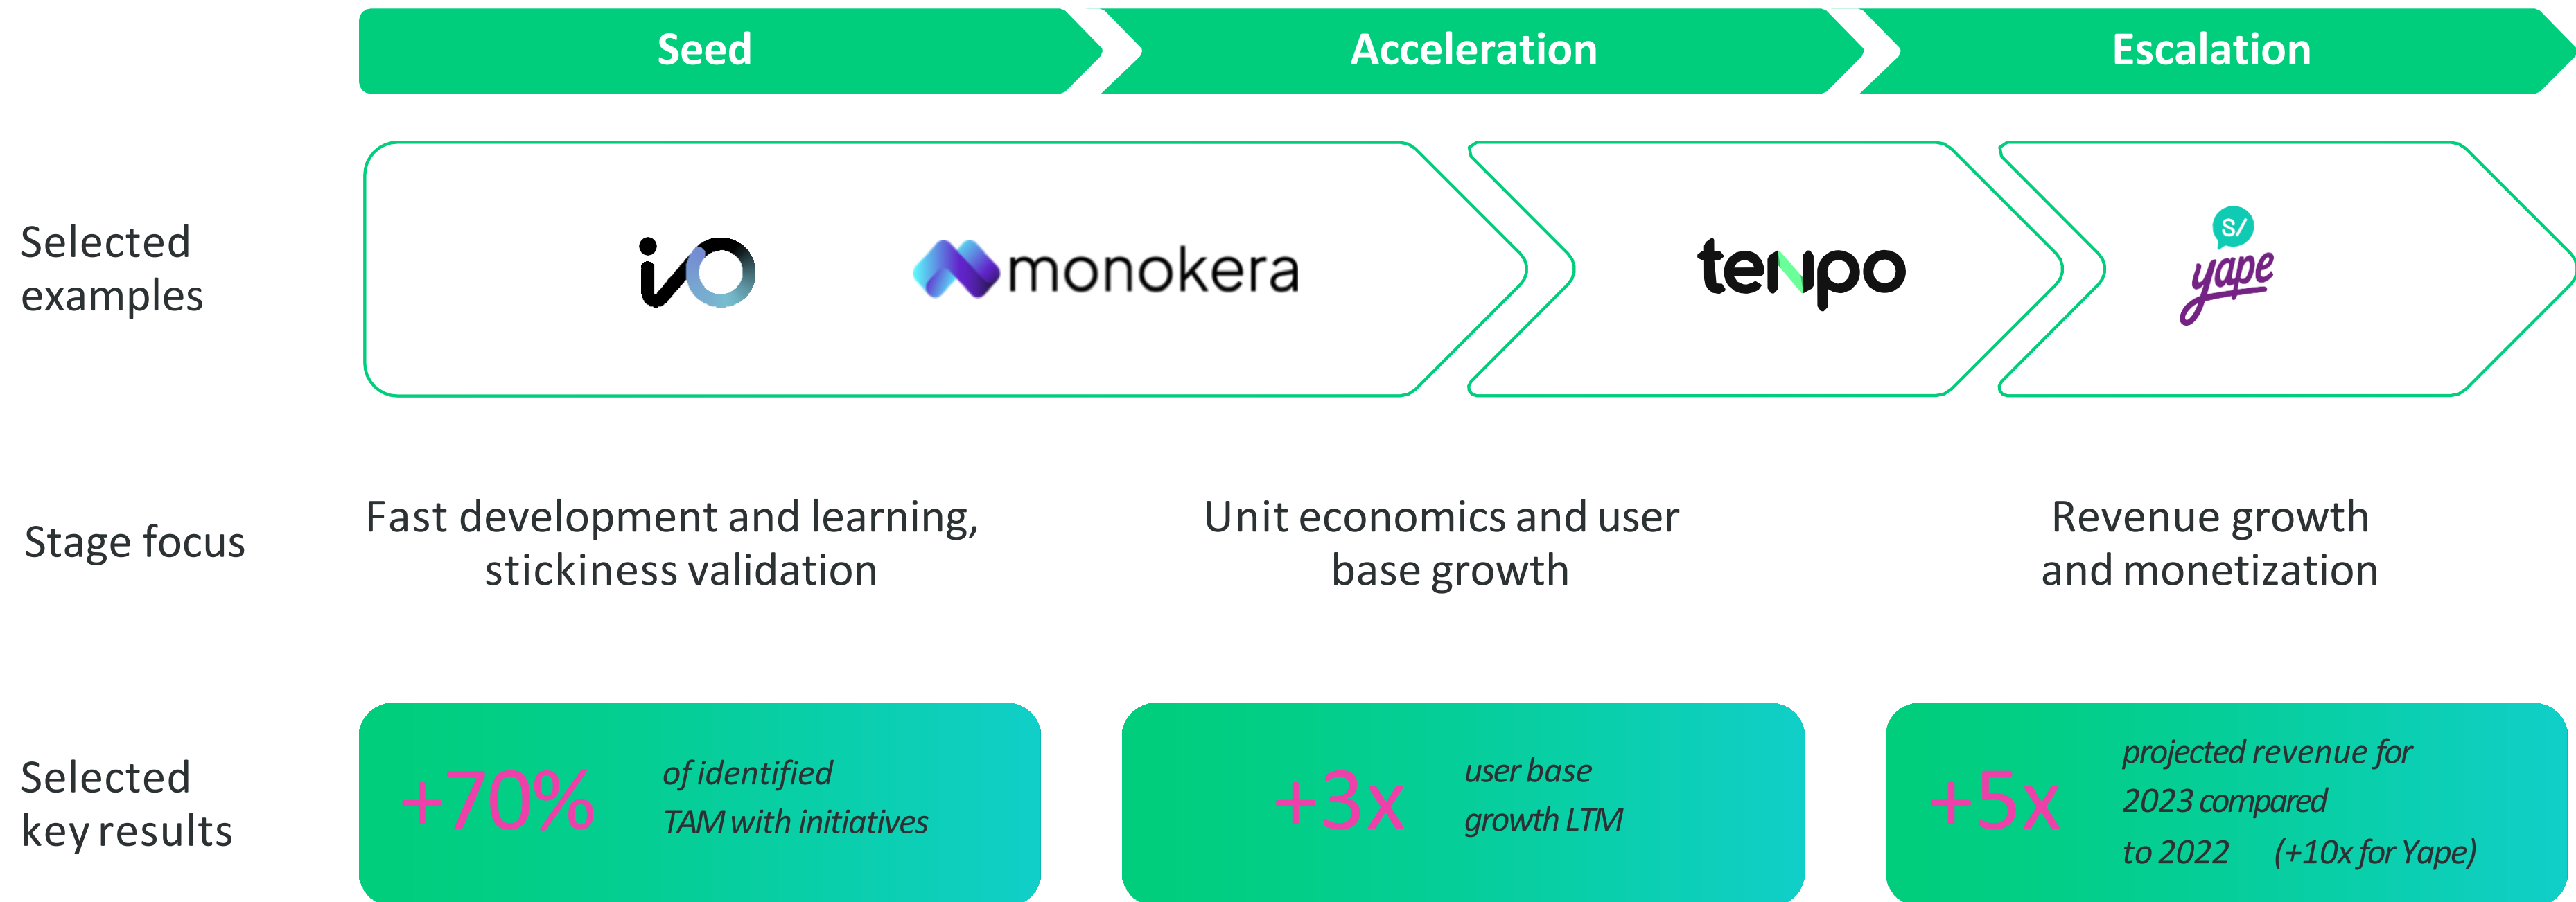 Seed
Acceleration
Escalation
Selected
examples
iO
monokera
tenpo
S/
yape
Stage focus
Fast development and learning,
stickiness validation
Unit economics and user
base growth
Revenue growth
and monetization
Selected
key results
+70%
of identified
TAM with initiatives
+3x
user base
growth LTM
+5x
projected revenue for
2023 compared
to 2022 (+10x for Yape)